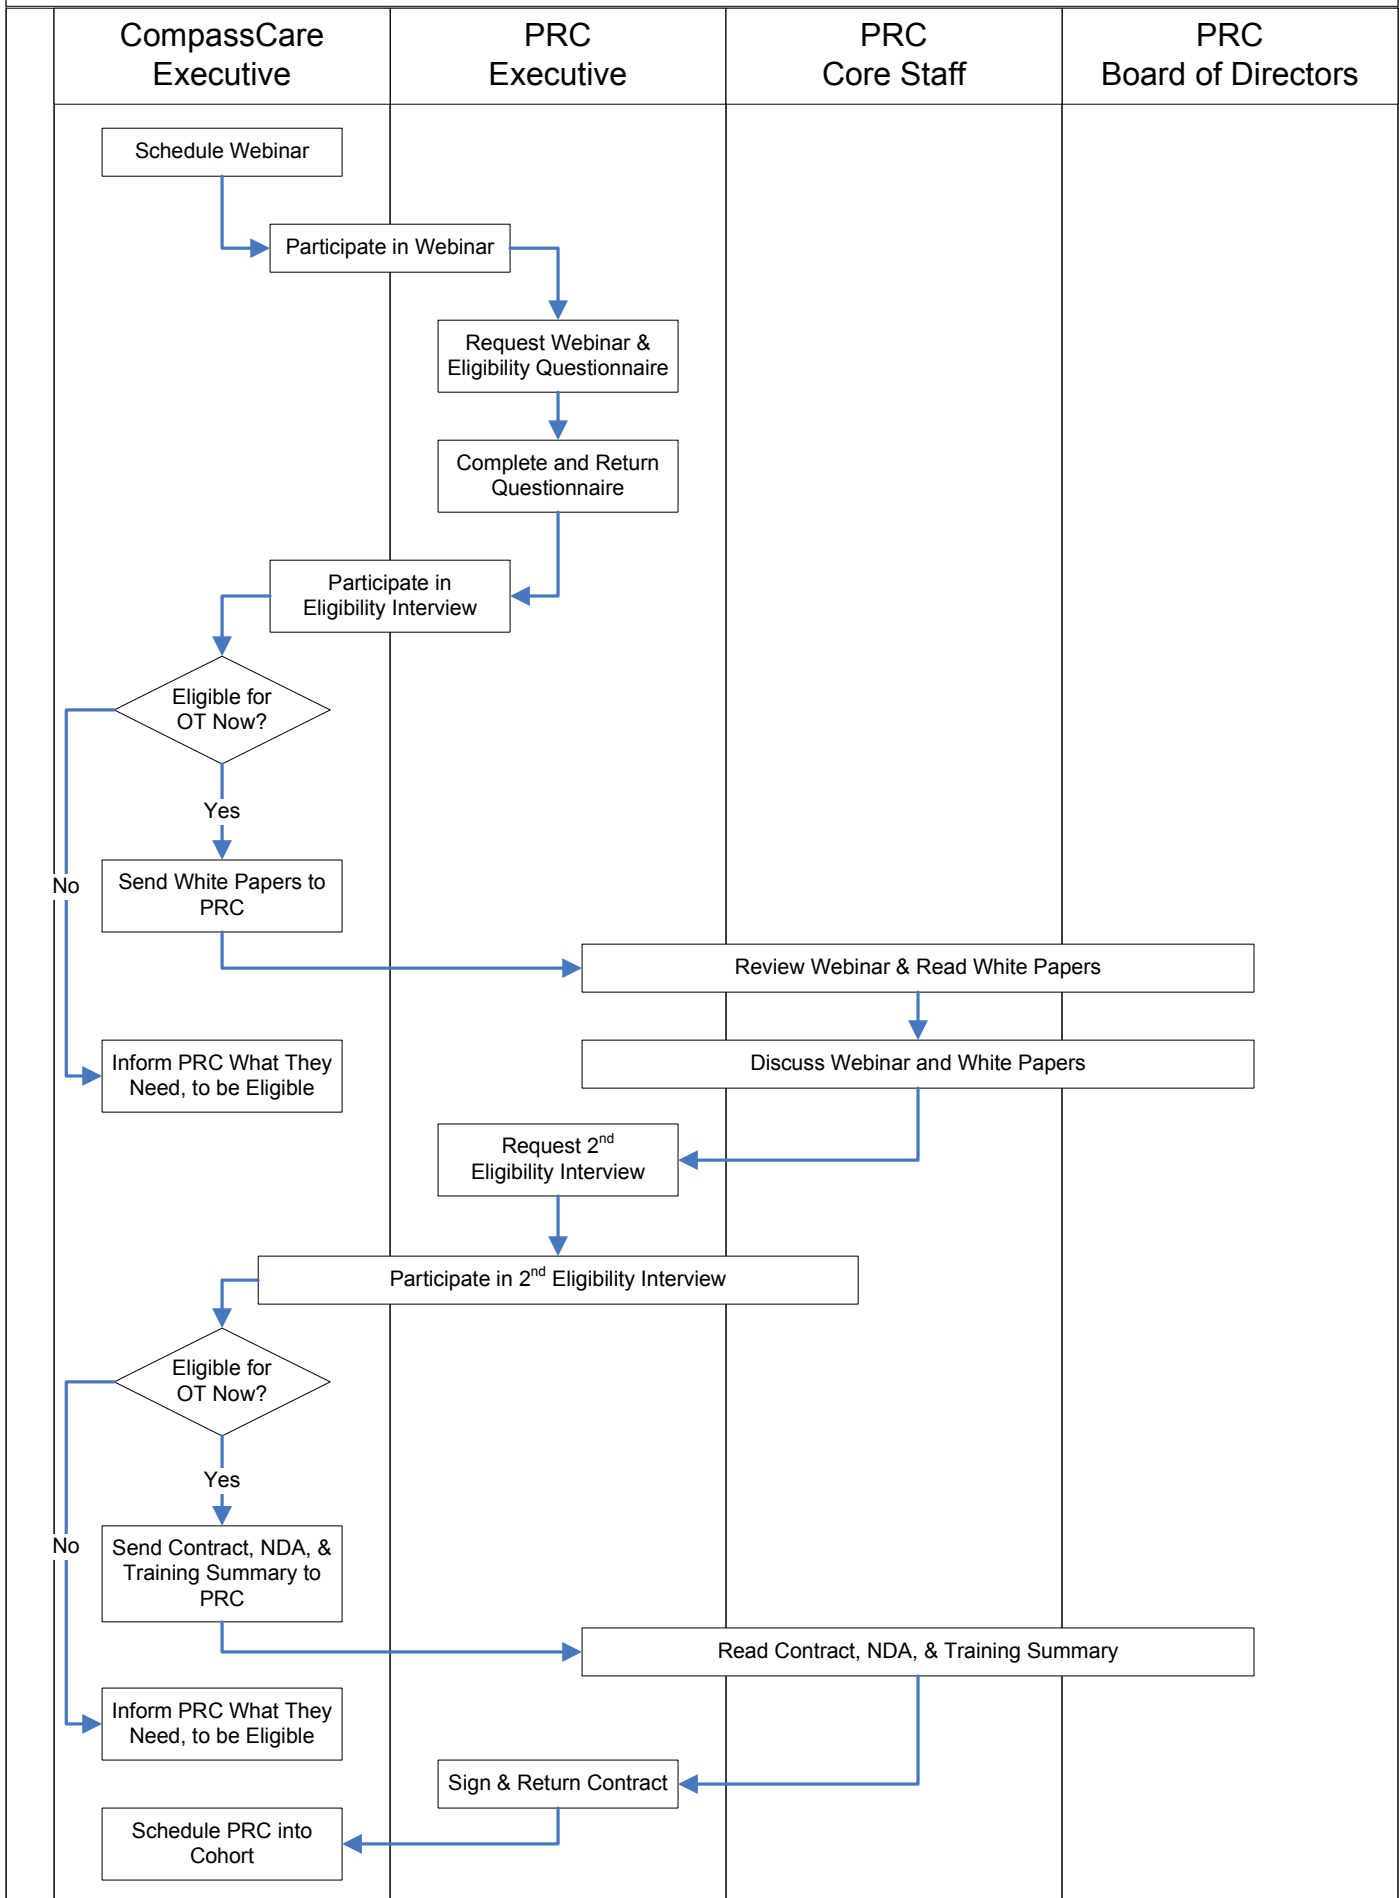 CompassCare
Executive
PRC
Executive
PRC
Core Staff
PRC
Board of Directors
Schedule Webinar
Participate in Webinar
Request Webinar &
Eligibility Questionnaire
Complete and Return
Questionnaire
Participate in
Eligibility Interview
Eligible for
OT Now?
Yes
No
Send White Papers to
PRC
Review Webinar & Read White Papers
Inform PRC What They
Need, to be Eligible
Discuss Webinar and White Papers
Request 2nd
Eligibility Interview
Participate in 2nd Eligibility Interview
Eligible for
OT Now?
Yes
No
Send Contract, NDA, &
Training Summary to
PRC
Read Contract, NDA, & Training Summary
Inform PRC What They
Need, to be Eligible
Sign & Return Contract
Schedule PRC into
Cohort